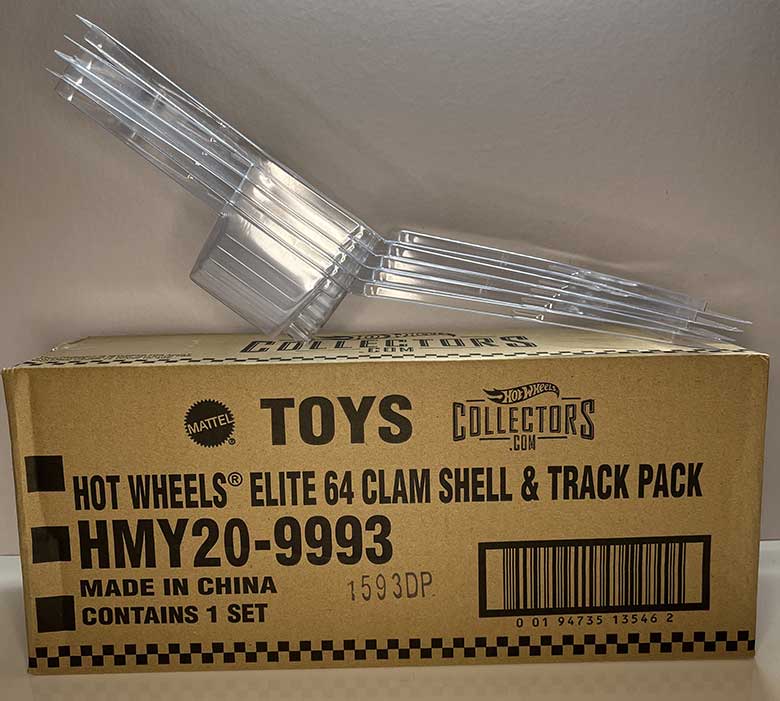 COLLECTORS
.COM
MATTEL
TOYS
HOT WHEELS
COLLECTORS
.COM
HOT WHEELS® ELITE 64 CLAM SHELL & TRACK PACK
HMY20-9993
MADE IN CHINA
1593DP
CONTAINS 1 SET
0 01 94735 13546 2